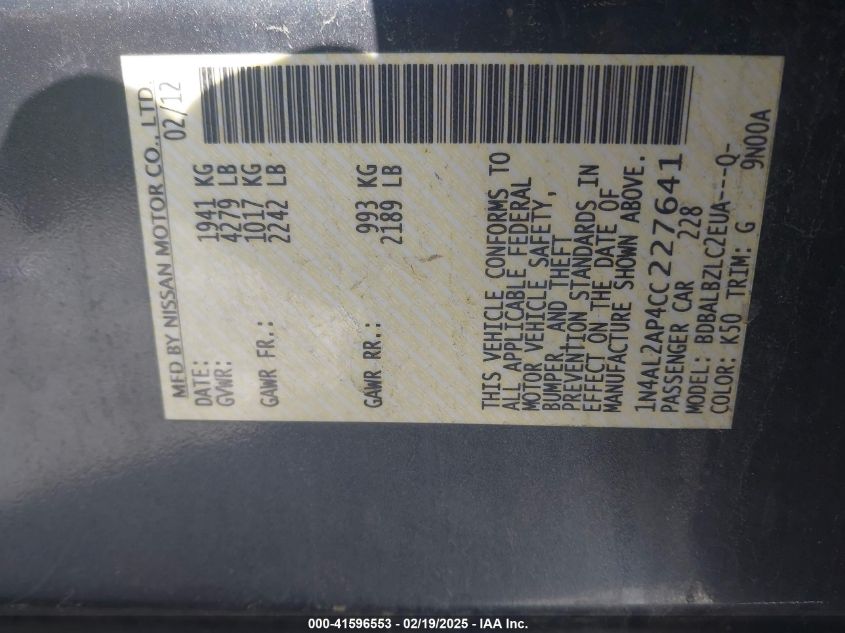 MFD BY NISSAN MOTOR CO., LTD.
DATE: 02/12
GVWR: 1941 KG
4279 LB
GAWR FR.: 1017 KG
2242 LB
GAWR RR.: 993 KG
2189 LB
THIS VEHICLE CONFORMS TO
ALL APPLICABLE FEDERAL
MOTOR VEHICLE SAFETY,
BUMPER, AND THEFT
PREVENTION STANDARDS IN
EFFECT ON THE DATE OF
MANUFACTURE SHOWN ABOVE.
1N4AL2AP4CC227641
PASSENGER CAR 228
MODEL: BDBALBZLC2EUA---Q-
COLOR: K50 TRIM: G 9N00A
000-41596553 - 02/19/2025 - IAA Inc.